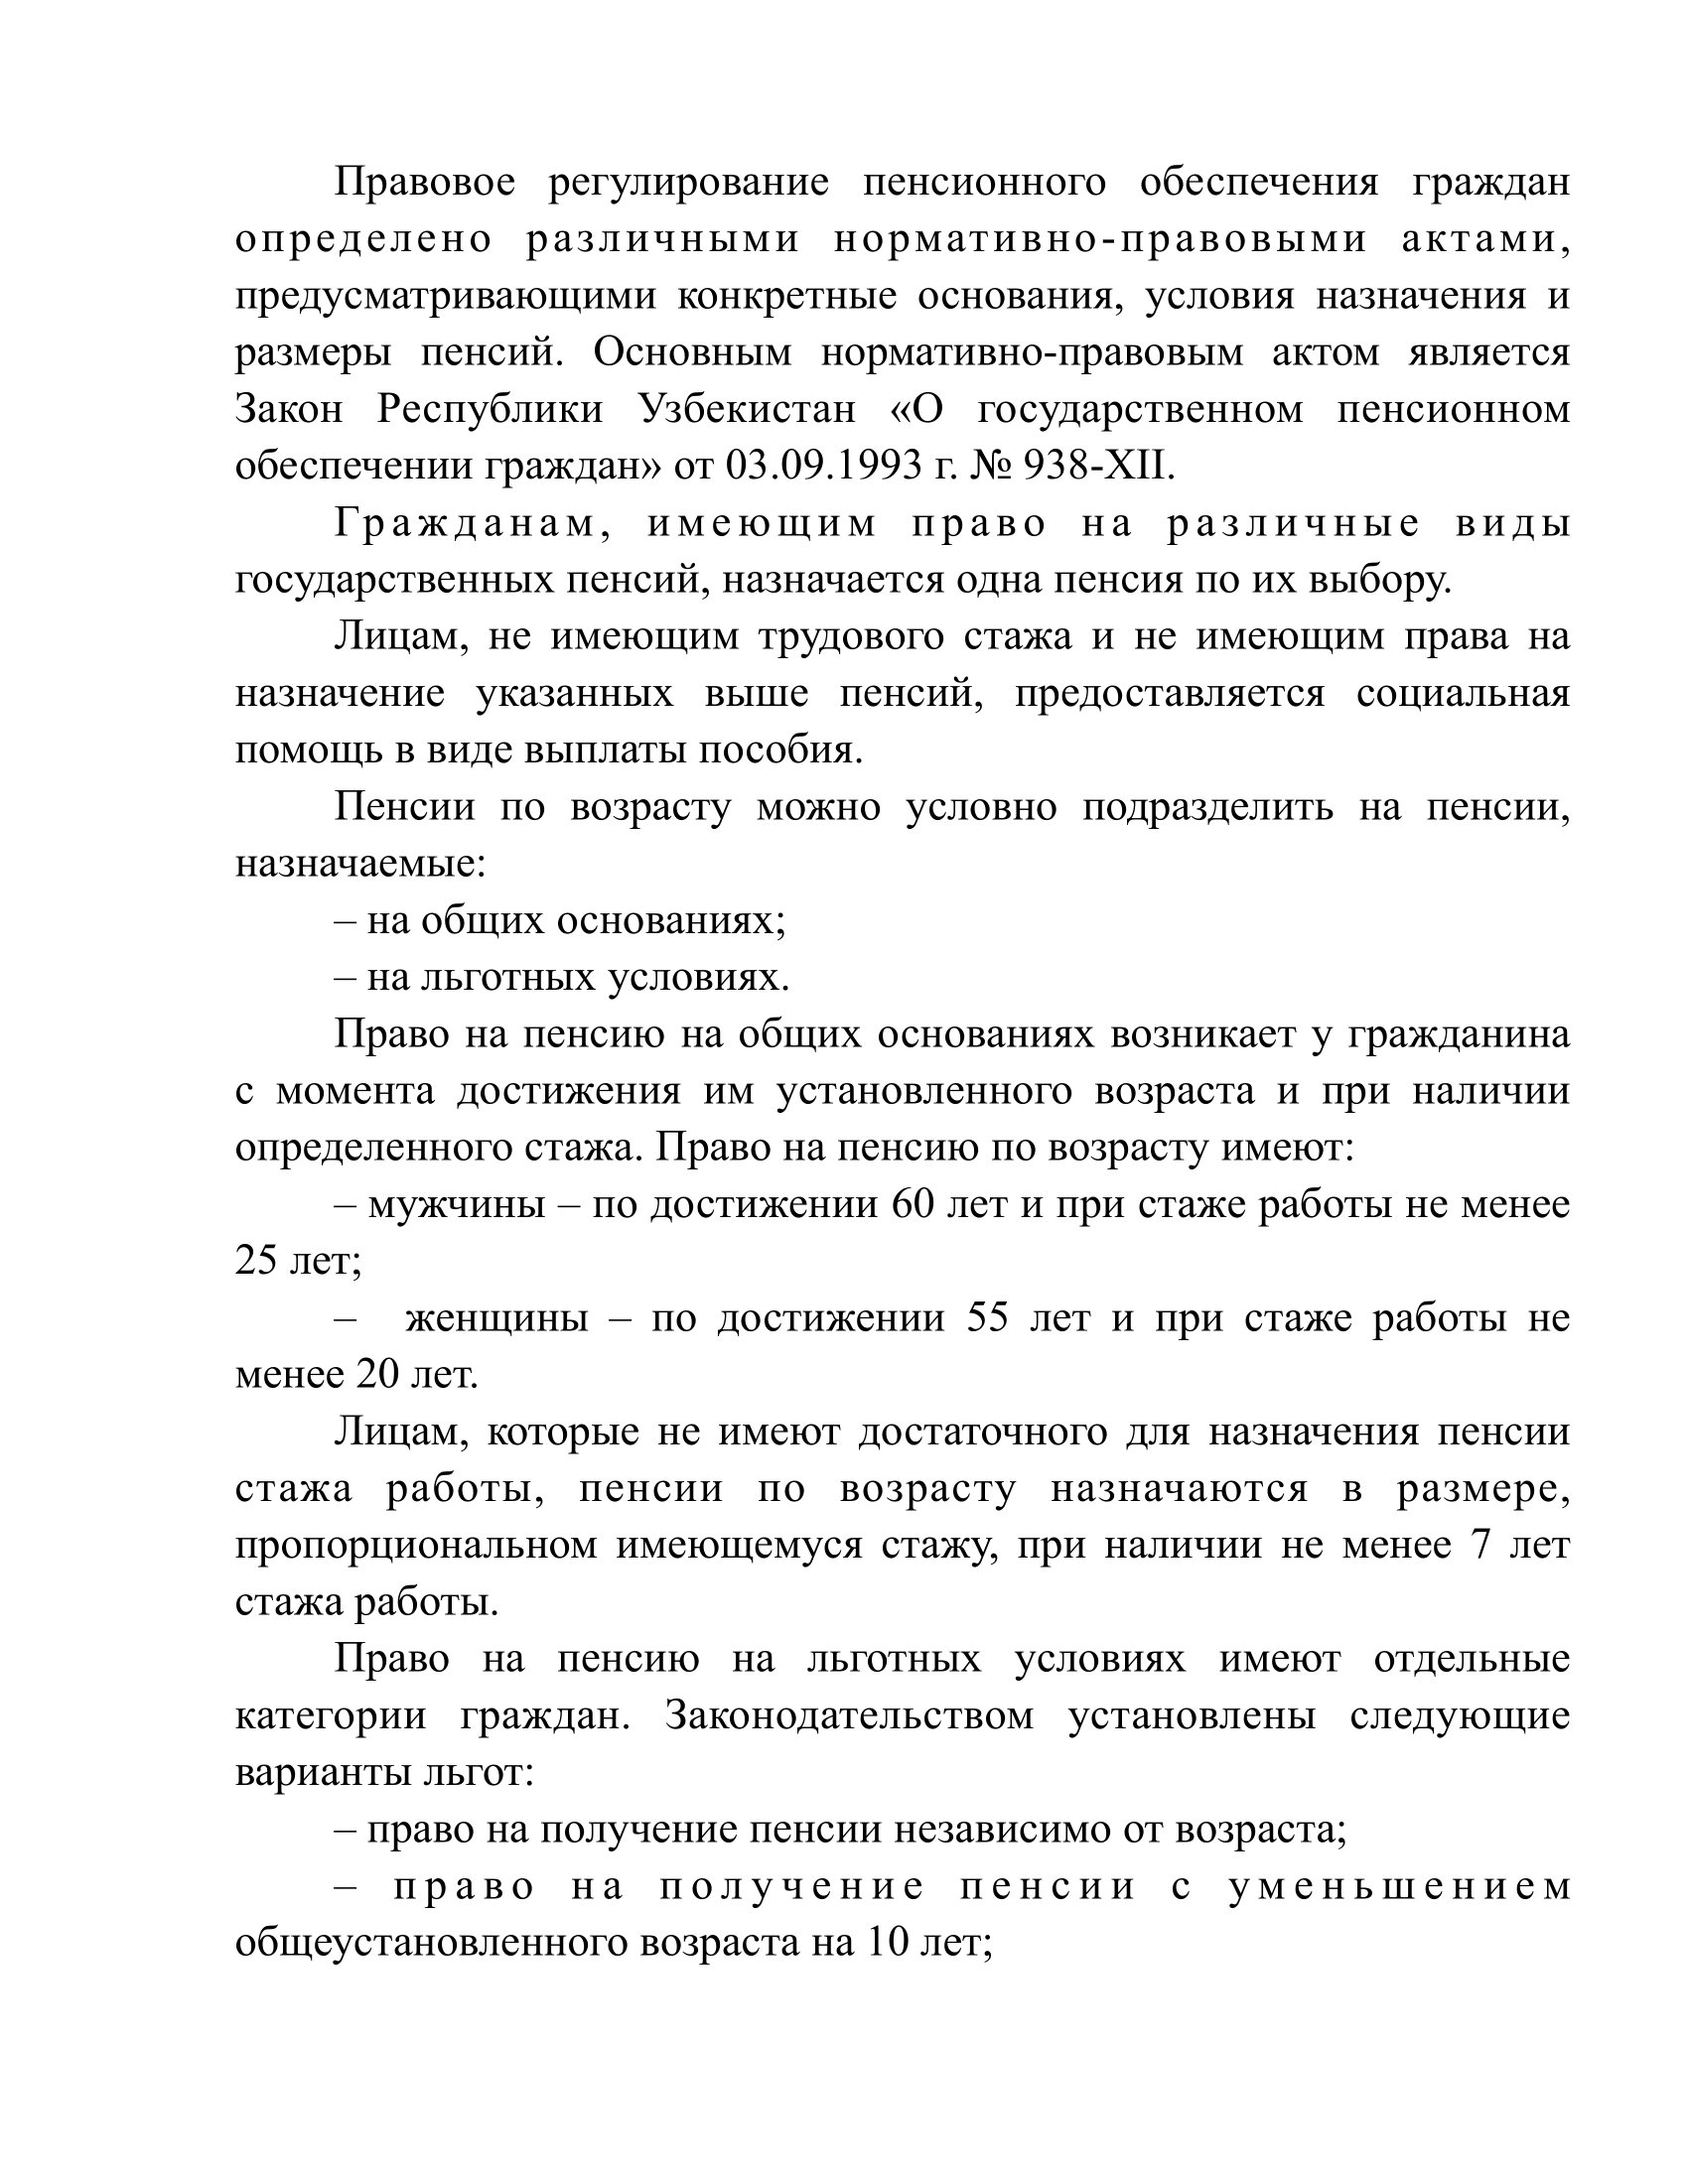 Правовое регулирование пенсионного обеспечения граждан
определено различными нормативно-правовыми актами,
предусматривающими конкретные основания, условия назначения и
размеры пенсий. Основным нормативно-правовым актом является
Закон Республики Узбекистан «О государственном пенсионном
обеспечении граждан» от 03.09.1993 г. № 938-XII.
Гражданам, имеющим право на различные виды
государственных пенсий, назначается одна пенсия по их выбору.
Лицам, не имеющим трудового стажа и не имеющим права на
назначение указанных выше пенсий, предоставляется социальная
помощь в виде выплаты пособия.
Пенсии по возрасту можно условно подразделить на пенсии,
назначаемые:
– на общих основаниях;
– на льготных условиях.
Право на пенсию на общих основаниях возникает у гражданина
с момента достижения им установленного возраста и при наличии
определенного стажа. Право на пенсию по возрасту имеют:
– мужчины – по достижении 60 лет и при стаже работы не менее
25 лет;
– женщины – по достижении 55 лет и при стаже работы не
менее 20 лет.
Лицам, которые не имеют достаточного для назначения пенсии
стажа работы, пенсии по возрасту назначаются в размере,
пропорциональном имеющемуся стажу, при наличии не менее 7 лет
стажа работы.
Право на пенсию на льготных условиях имеют отдельные
категории граждан. Законодательством установлены следующие
варианты льгот:
– право на получение пенсии независимо от возраста;
– право на получение пенсии с уменьшением
общеустановленного возраста на 10 лет;